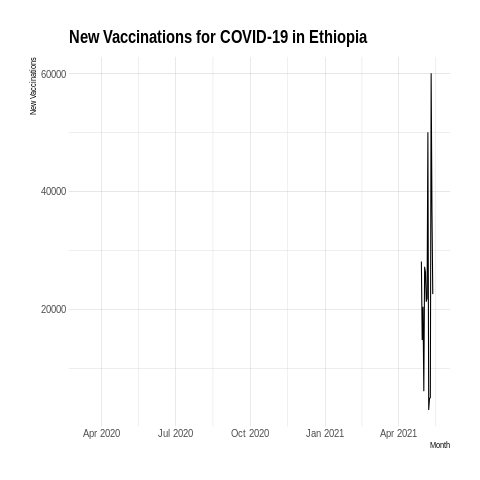 New Vaccinations for COVID-19 in Ethiopia
New Vaccinations
60000
40000
20000
Apr 2020 Jul 2020 Oct 2020 Jan 2021 Apr 2021
Month